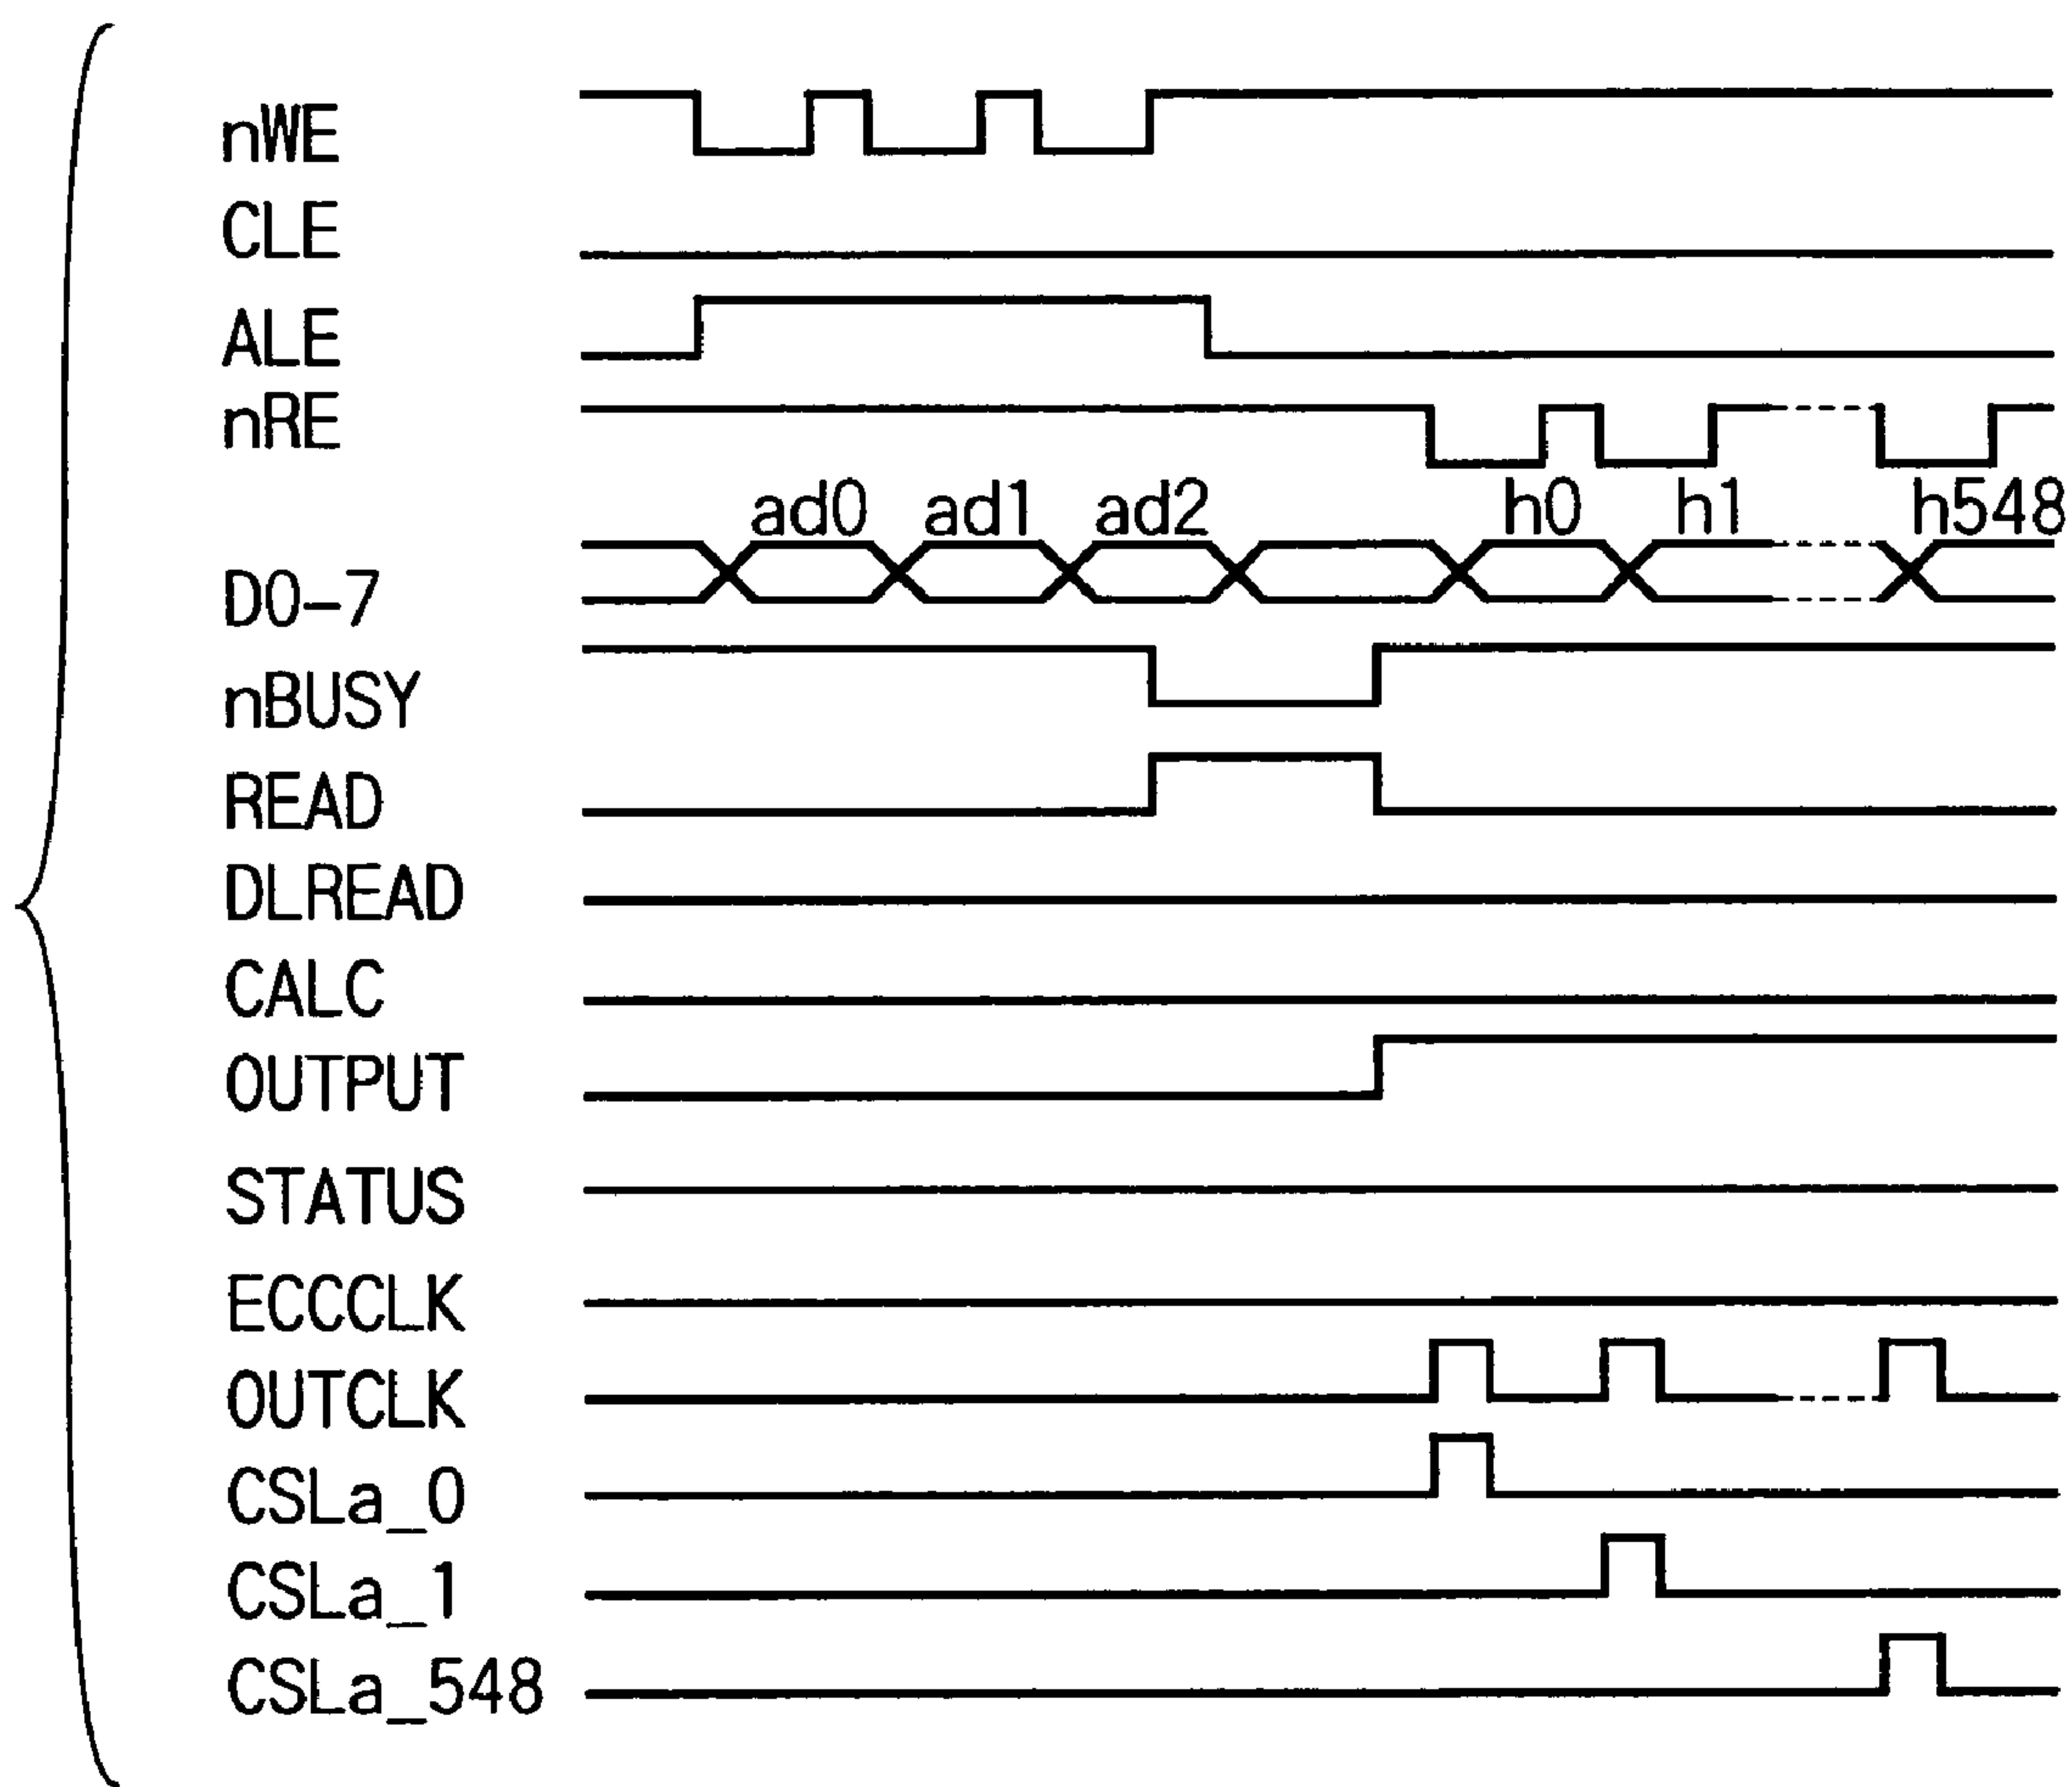 nWE
CLE
ALE
nRE
ad0 ad1 ad2 h0 h1 h548
D0-7
nBUSY
READ
DLREAD
CALC
OUTPUT
STATUS
ECCCLK
OUTCLK
CSLa_0
CSLa_1
CSLa_548